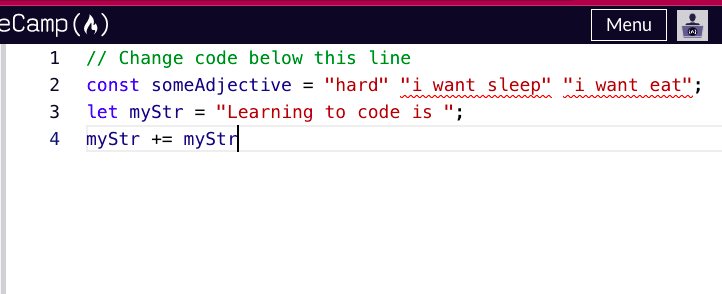 eCamp(🔥)
Menu
1 // Change code below this line
2 const someAdjective = "hard" "i want sleep" "i want eat";
3 let myStr = "Learning to code is ";
4 myStr += myStr